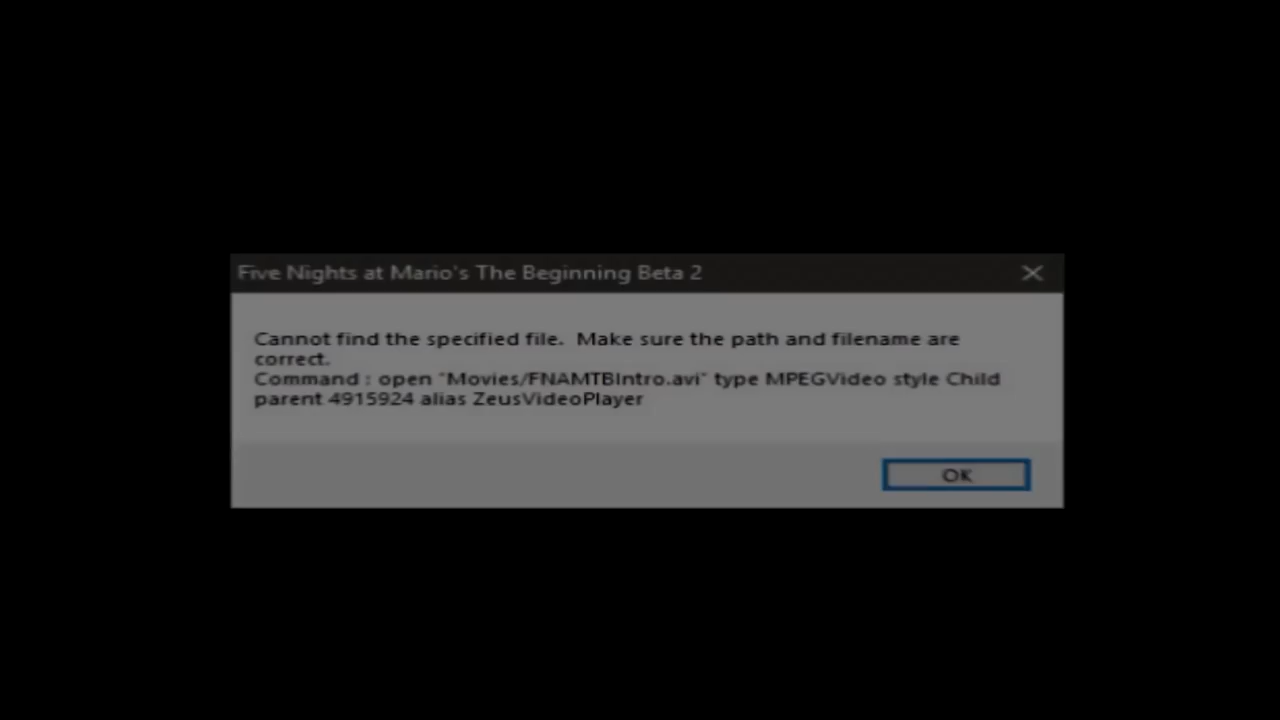 Five Nights at Mario's The Beginning Beta 2
Cannot find the specified file.  Make sure the path and filename are
correct.
Command : open "Movies/FNAMTBIntro.avi" type MPEGVideo style Child
parent 4915924 alias ZeusVideoPlayer
OK